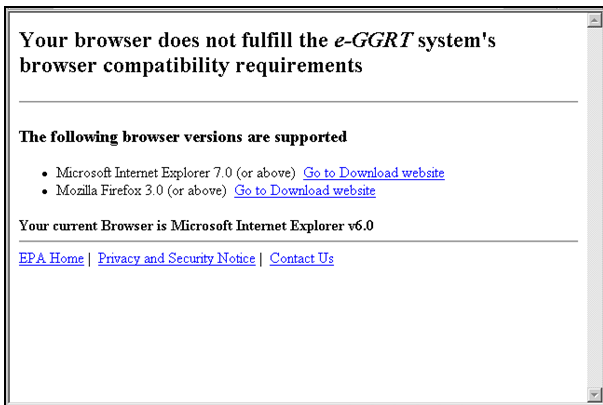 Your browser does not fulfill the e-GGRT system's
browser compatibility requirements
The following browser versions are supported
• Microsoft Internet Explorer 7.0 (or above) Go to Download website
• Mozilla Firefox 3.0 (or above) Go to Download website
Your current Browser is Microsoft Internet Explorer v6.0
EPA Home | Privacy and Security Notice | Contact Us